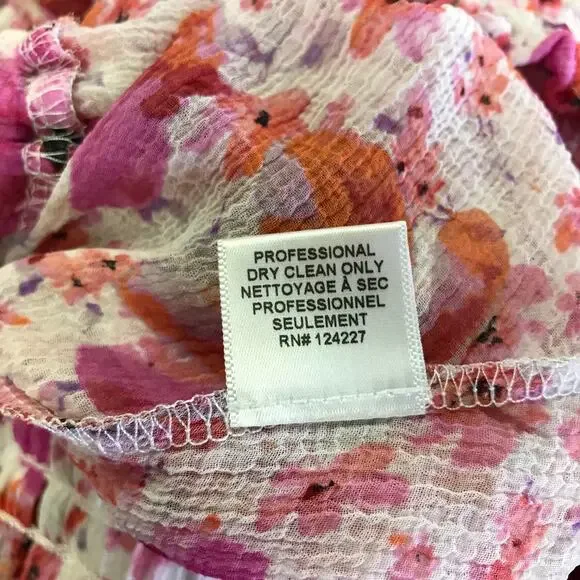 PROFESSIONAL
DRY CLEAN ONLY
NETTOYAGE À SEC
PROFESSIONNEL
SEULEMENT
RN# 124227